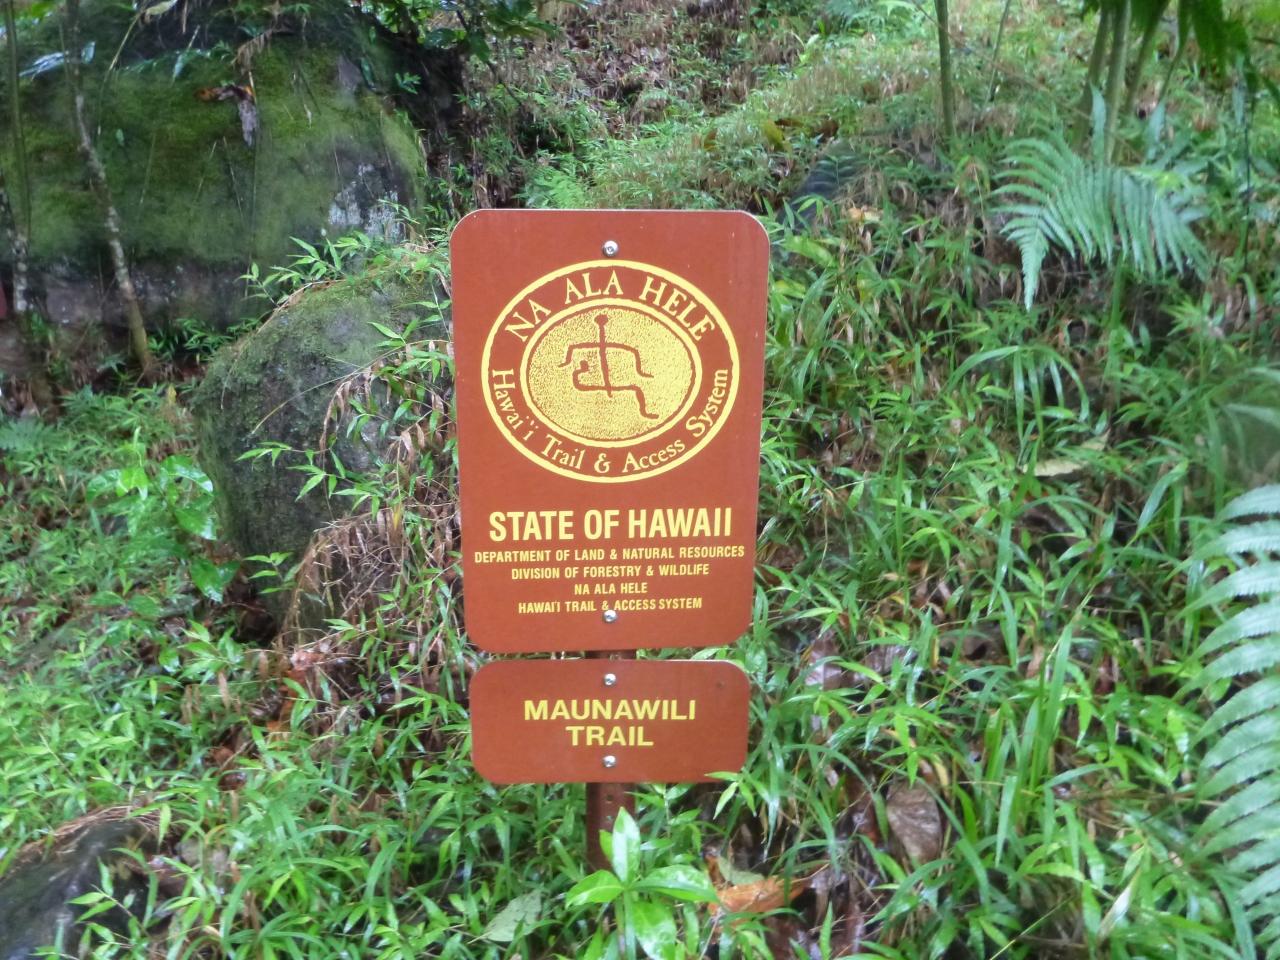 NA ALA HELE
Hawai'i Trail & Access System
STATE OF HAWAII
DEPARTMENT OF LAND & NATURAL RESOURCES
DIVISION OF FORESTRY & WILDLIFE
NA ALA HELE
HAWAI'I TRAIL & ACCESS SYSTEM
MAUNAWILI
TRAIL